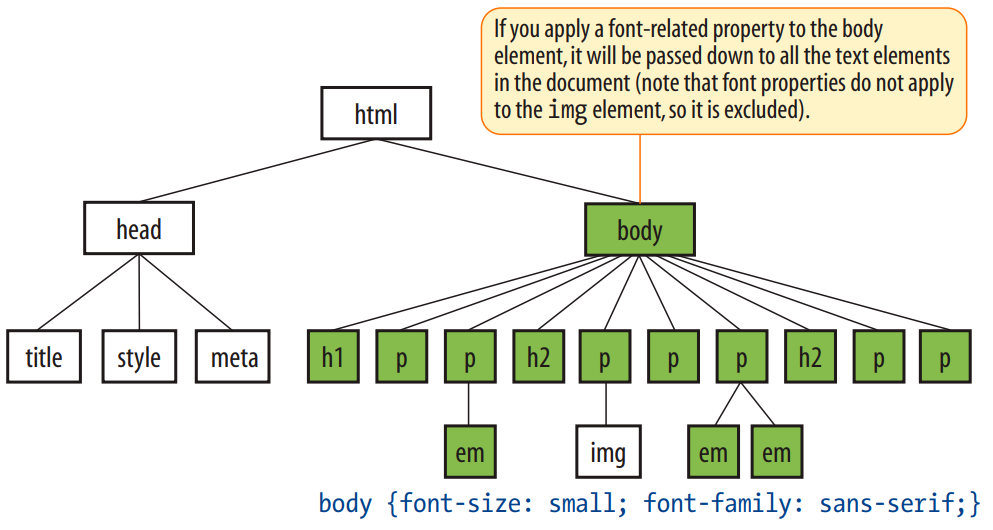 If you apply a font-related property to the body
element, it will be passed down to all the text elements
in the document (note that font properties do not apply
to the img element, so it is excluded).
html
head
body
title
style
meta
h1
p
p
h2
p
p
p
h2
p
p
em
img
em
em
body {font-size: small; font-family: sans-serif;}